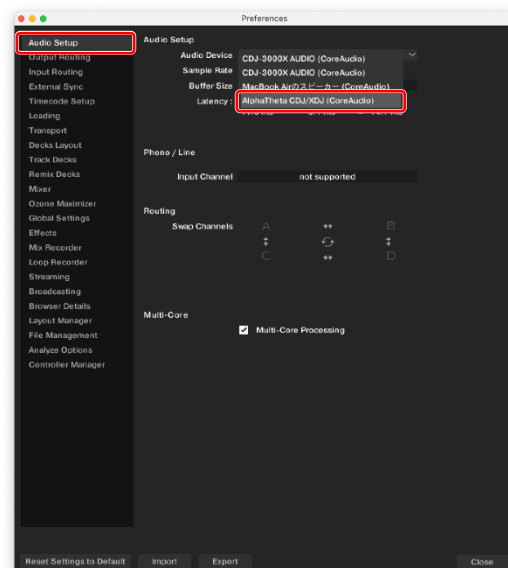 Preferences
Audio Setup
Output Routing
Input Routing
External Sync
Timecode Setup
Loading
Transport
Decks Layout
Track Decks
Remix Decks
Mixer
Ozone Maximizer
Global Settings
Effects
Mix Recorder
Loop Recorder
Streaming
Broadcasting
Browser Details
Layout Manager
File Management
Analyze Options
Controller Manager
Audio Setup
Audio Device
CDJ-3000X AUDIO (CoreAudio)
Sample Rate
CDJ-3000X AUDIO (CoreAudio)
Buffer Size
MacBook Airのスピーカー (CoreAudio)
Latency :
AlphaTheta CDJ/XDJ (CoreAudio)
Phono / Line
Input Channel
not supported
Routing
Swap Channels
A ↔ B
C ↔ D
Multi-Core
Multi-Core Processing
Reset Settings to Default
Import
Export
Close